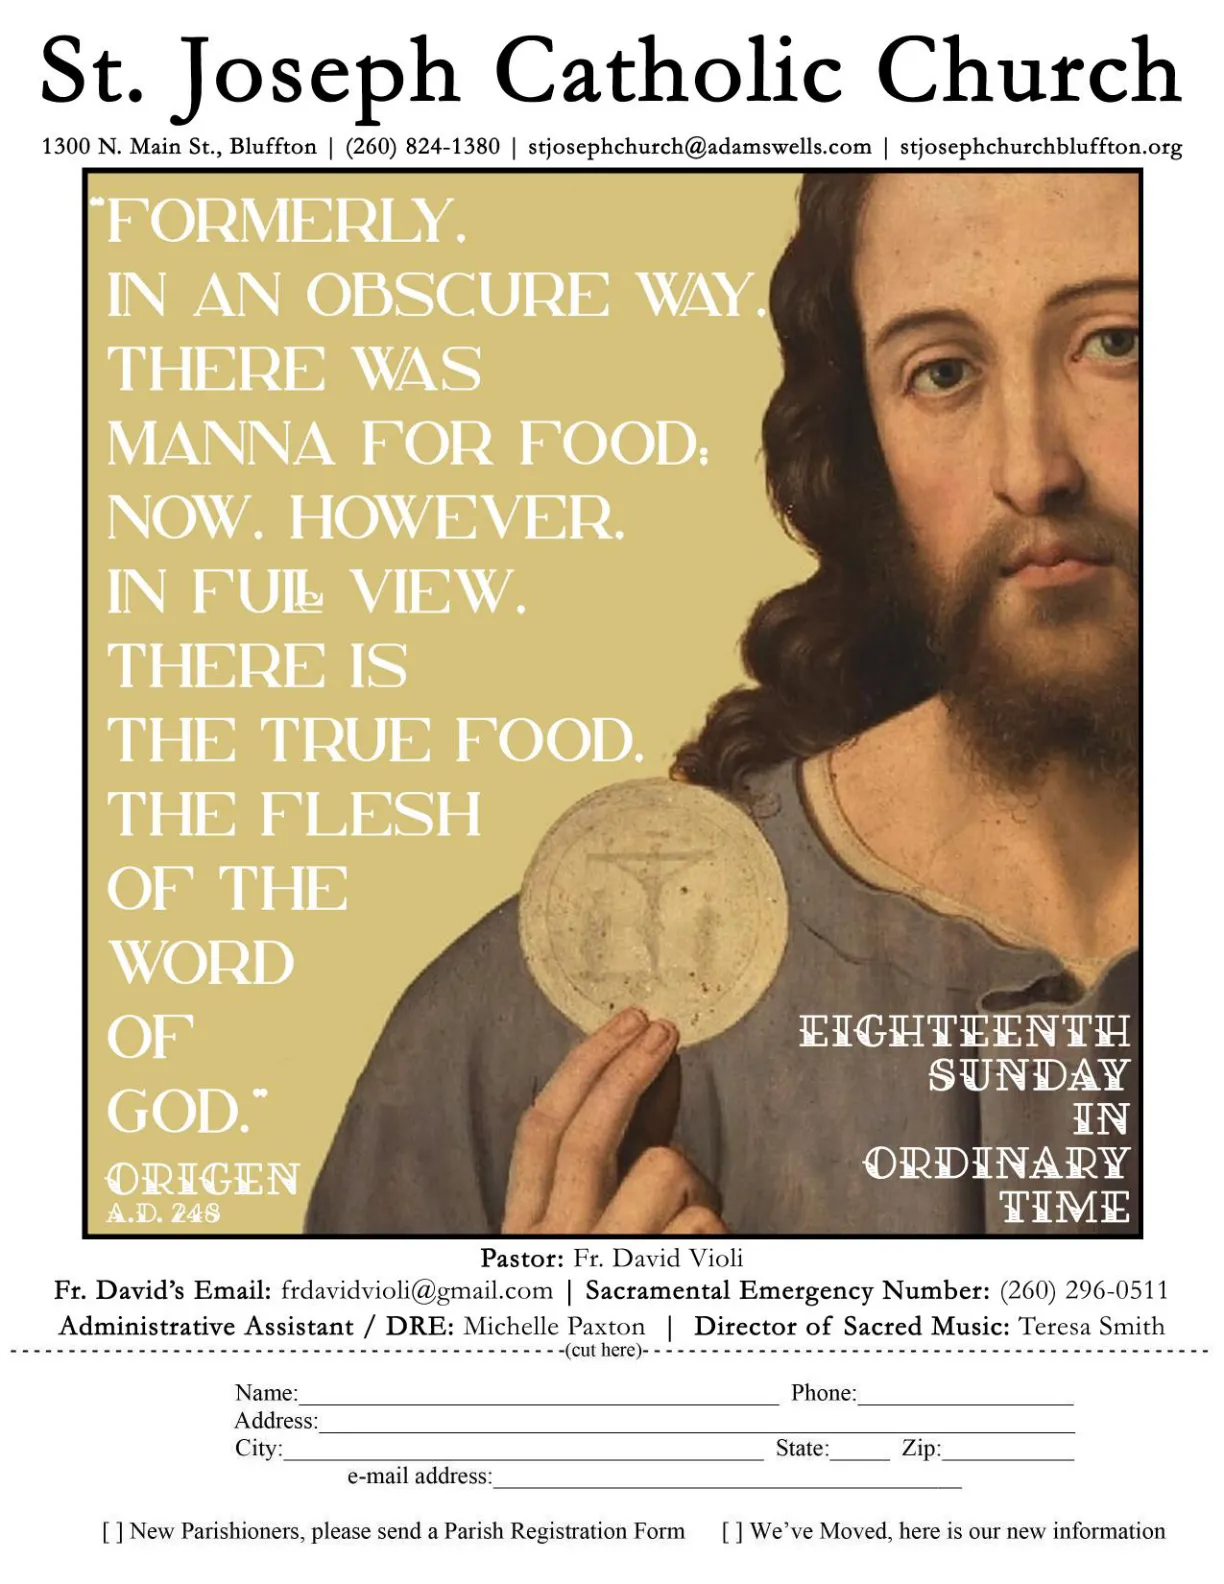 St. Joseph Catholic Church
1300 N. Main St., Bluffton | (260) 824-1380 | stjosephchurch@adamswells.com | stjosephchurchbluffton.org
"FORMERLY,
IN AN OBSCURE WAY,
THERE WAS
MANNA FOR FOOD;
NOW, HOWEVER,
IN FULL VIEW,
THERE IS
THE TRUE FOOD,
THE FLESH
OF THE
WORD
OF
GOD."
ORIGEN
A.D. 248
EIGHTEENTH
SUNDAY
IN
ORDINARY
TIME
Pastor: Fr. David Violi
Fr. David's Email: frdavidvioli@gmail.com | Sacramental Emergency Number: (260) 296-0511
Administrative Assistant / DRE: Michelle Paxton | Director of Sacred Music: Teresa Smith
(cut here)
Name: Phone:
Address:
City: State: Zip:
e-mail address:
[ ] New Parishioners, please send a Parish Registration Form [ ] We've Moved, here is our new information